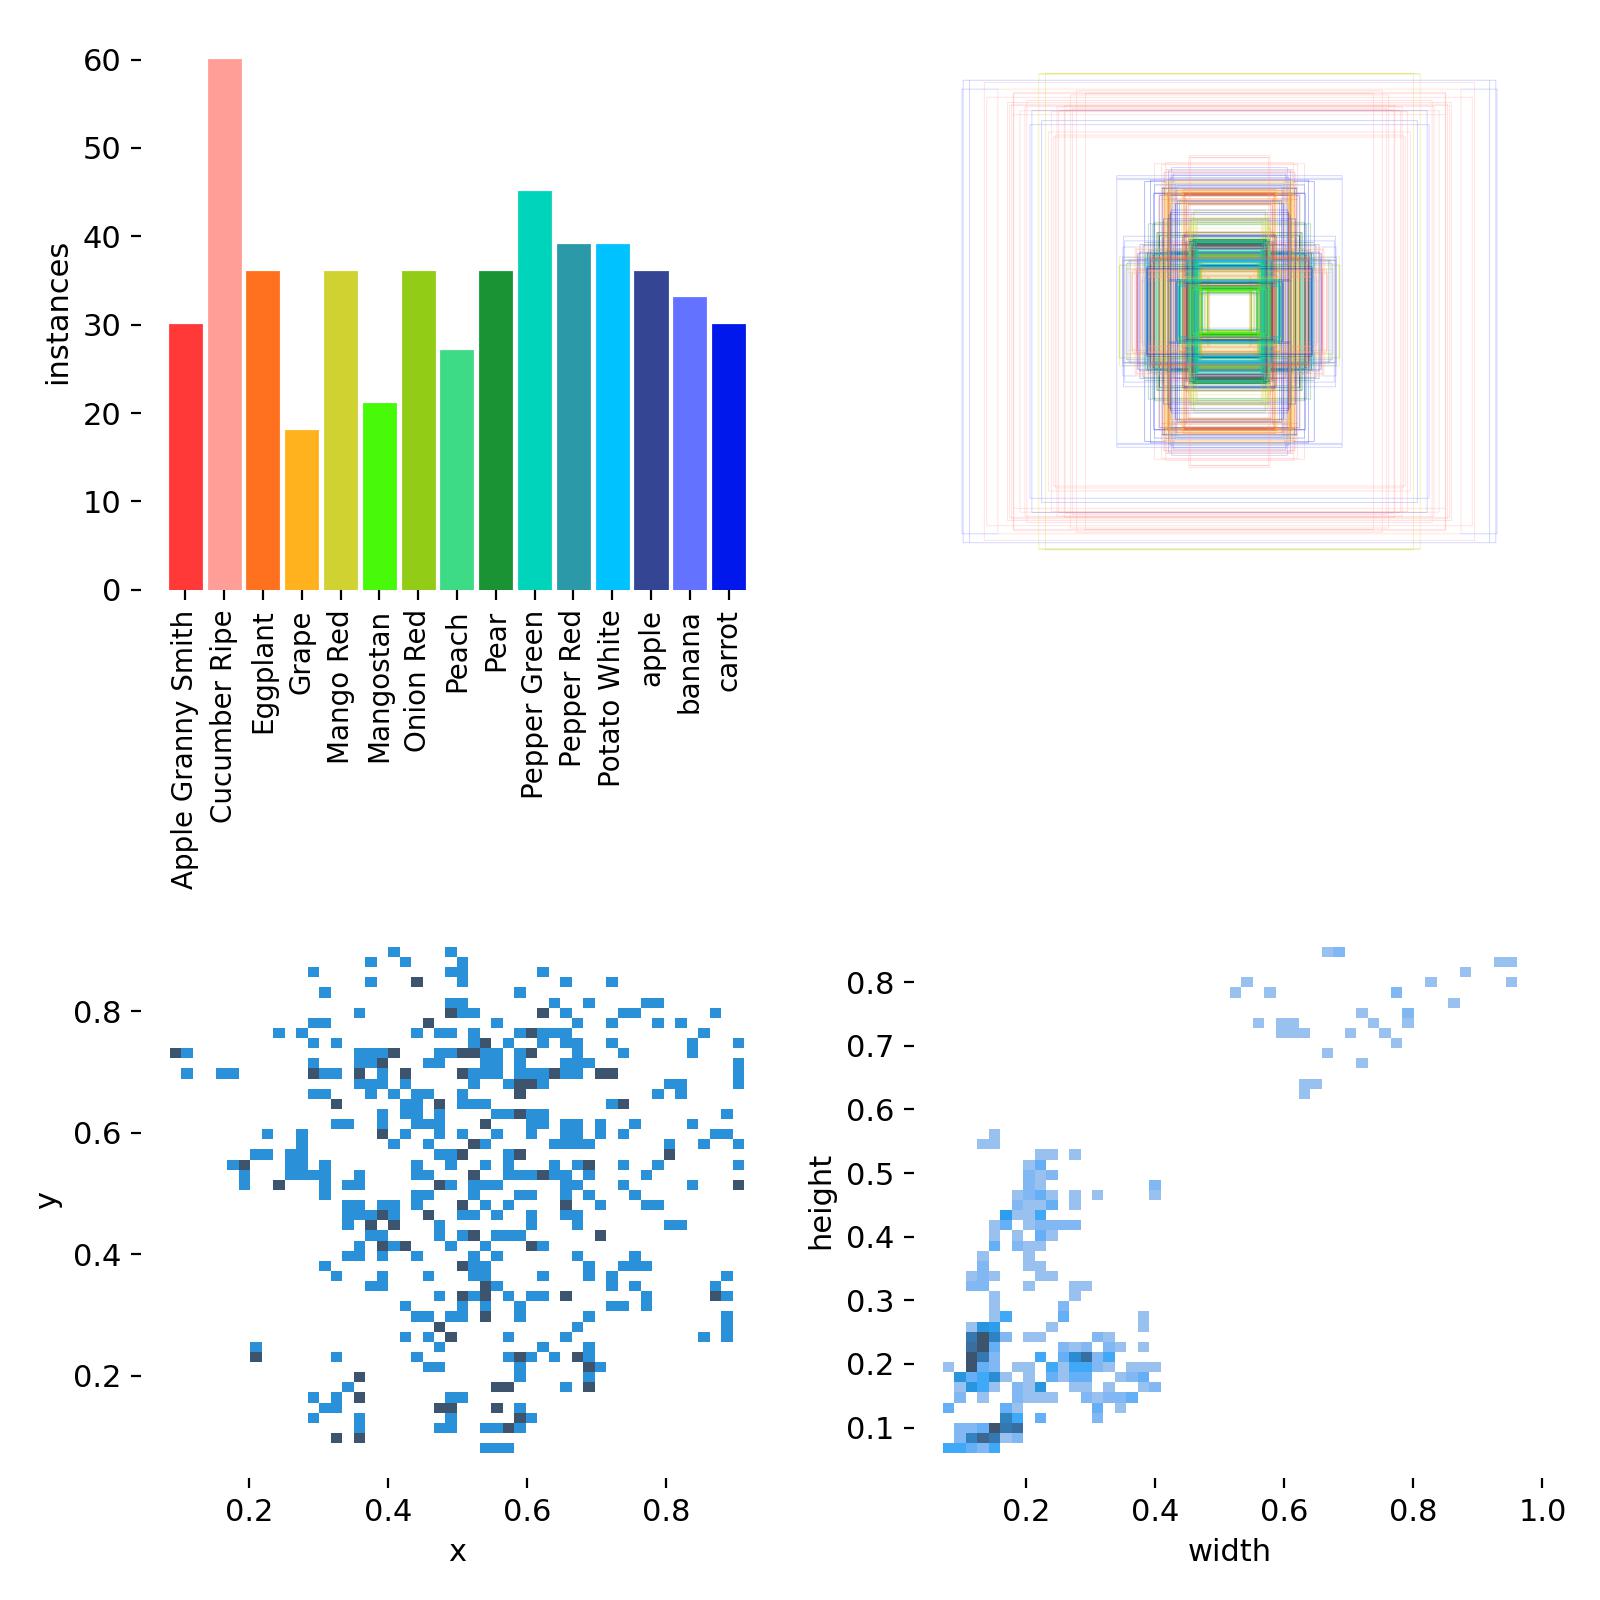 60
50
40
30
20
10
0
instances
Apple Granny Smith
Cucumber Ripe
Eggplant
Grape
Mango Red
Mangostan
Onion Red
Peach
Pear
Pepper Green
Pepper Red
Potato White
apple
banana
carrot
0.8
0.6
0.4
0.2
y
0.2 0.4 0.6 0.8
x
0.8
0.7
0.6
0.5
0.4
0.3
0.2
0.1
height
0.2 0.4 0.6 0.8 1.0
width